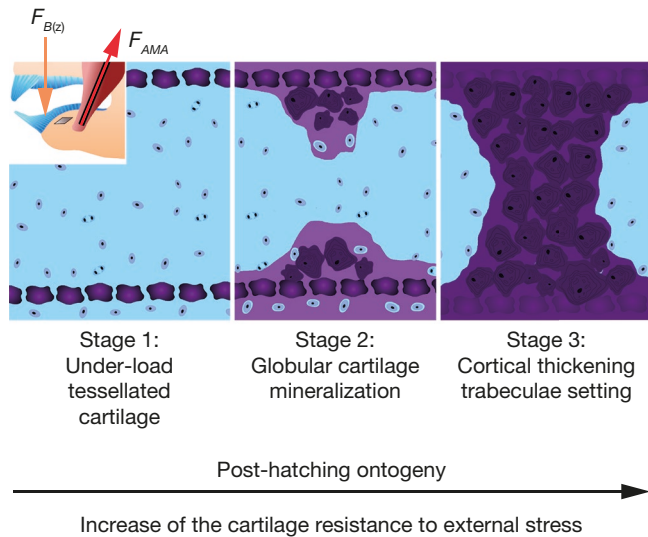 F_B(z)
F_AMA
Stage 1:
Under-load
tessellated
cartilage
Stage 2:
Globular cartilage
mineralization
Stage 3:
Cortical thickening
trabeculae setting
Post-hatching ontogeny
Increase of the cartilage resistance to external stress